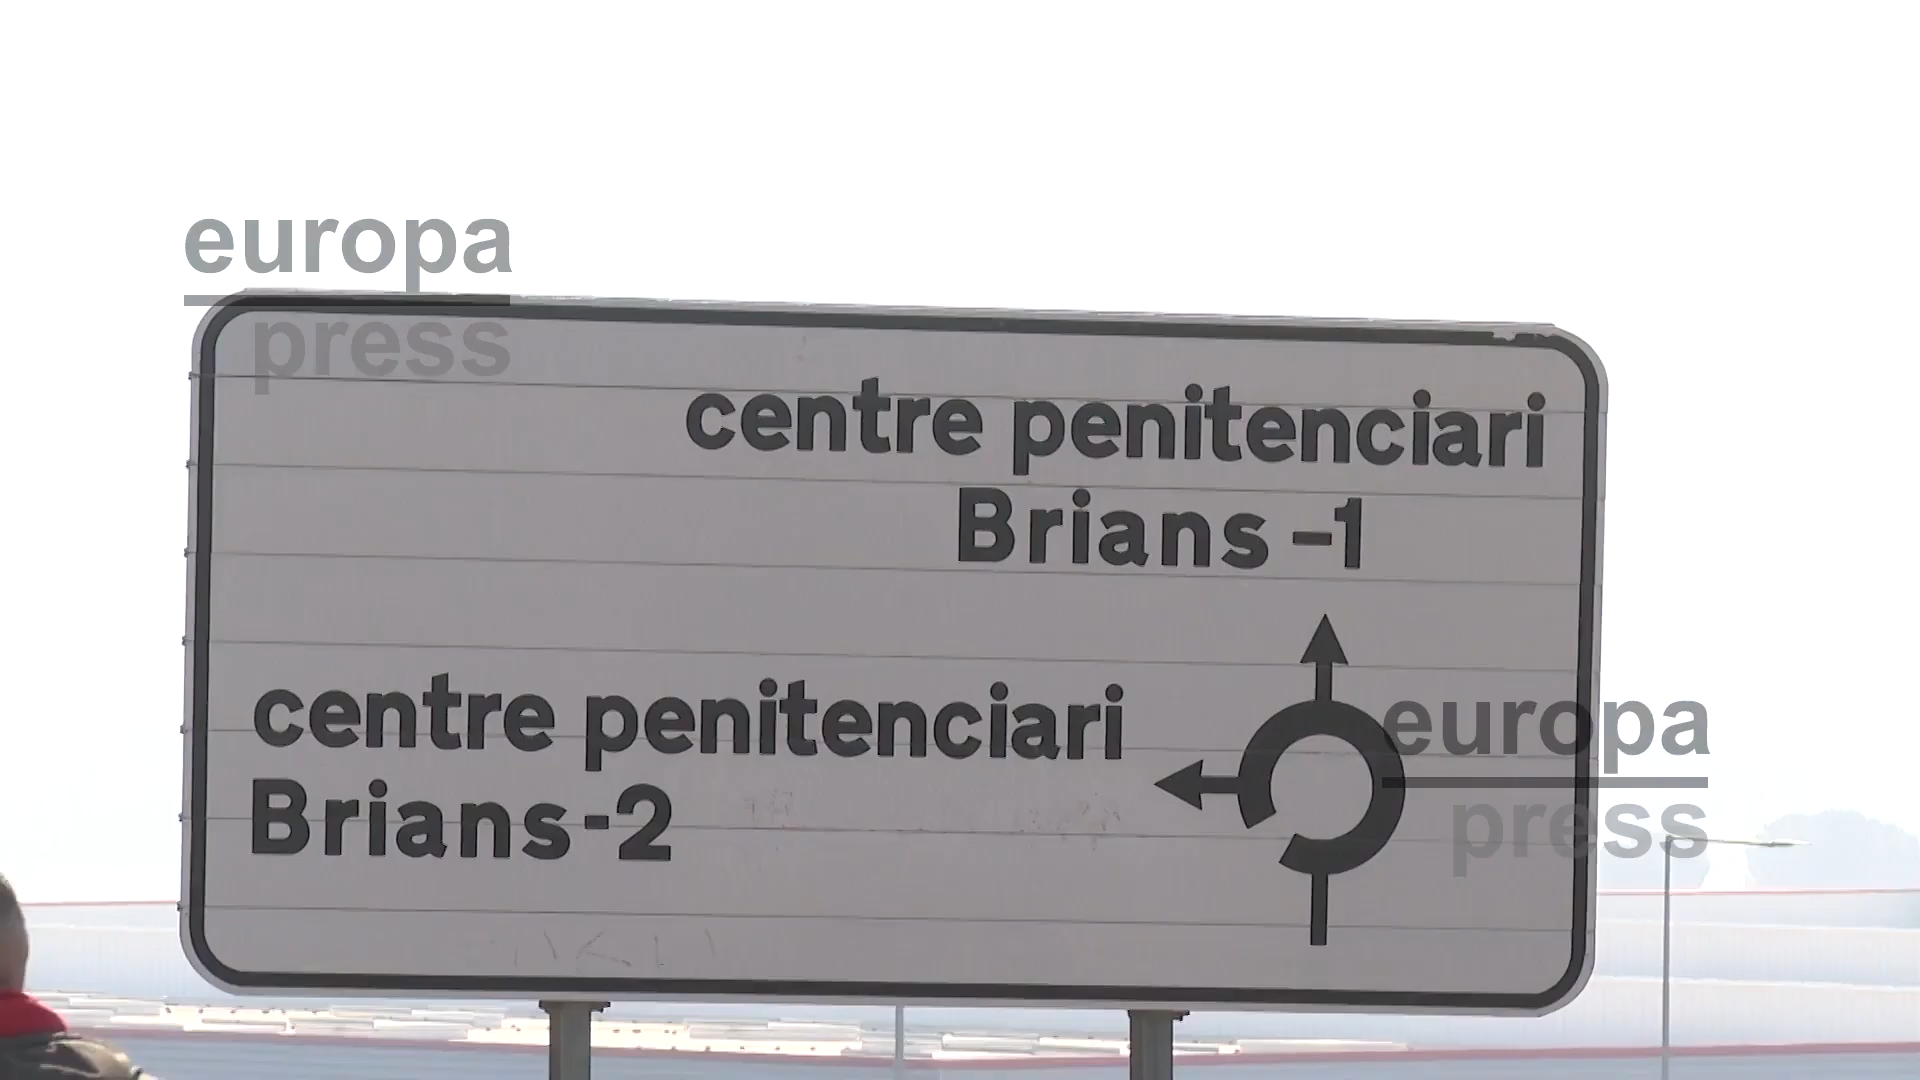 europa
press
centre penitenciari
Brians -1
centre penitenciari
Brians-2
europa
press